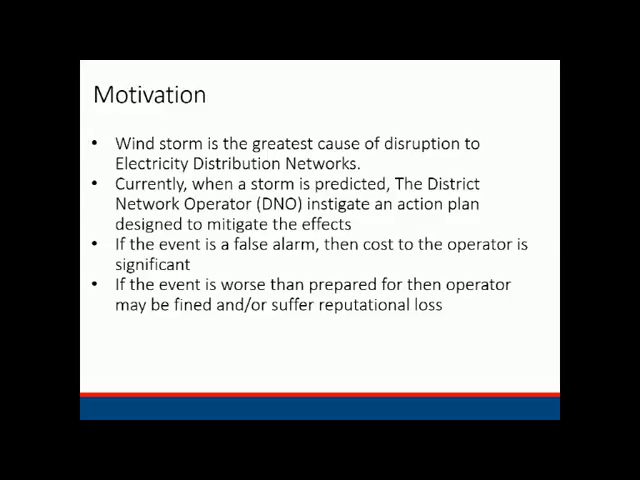 Motivation
• Wind storm is the greatest cause of disruption to
Electricity Distribution Networks.
• Currently, when a storm is predicted, The District
Network Operator (DNO) instigate an action plan
designed to mitigate the effects
• If the event is a false alarm, then cost to the operator is
significant
• If the event is worse than prepared for then operator
may be fined and/or suffer reputational loss